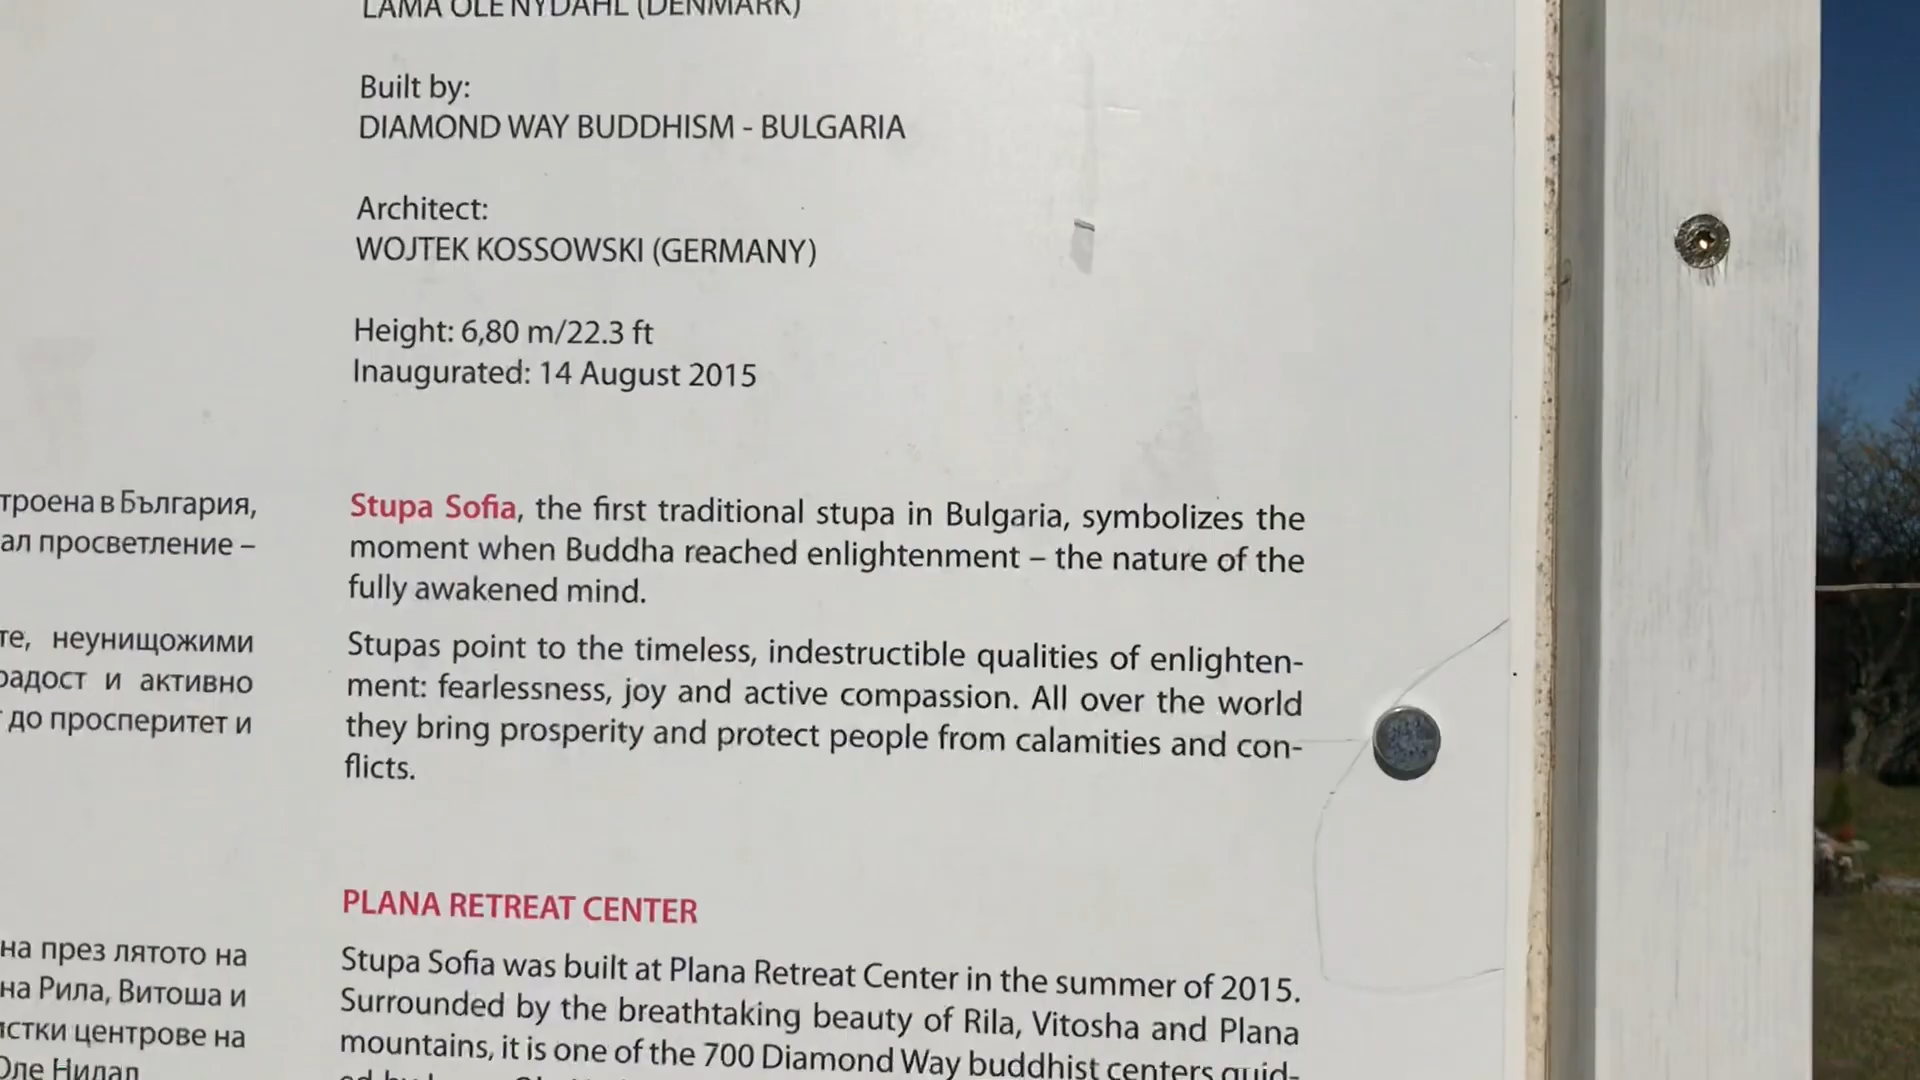 LAMA OLE NYDAHL (DENMARK)
Built by:
DIAMOND WAY BUDDHISM - BULGARIA
Architect:
WOJTEK KOSSOWSKI (GERMANY)
Height: 6,80 m/22.3 ft
Inaugurated: 14 August 2015
троена в България,
ал просветление –
те, неунищожими
радост и активно
до просперитет и
Stupa Sofia, the first traditional stupa in Bulgaria, symbolizes the
moment when Buddha reached enlightenment – the nature of the
fully awakened mind.
Stupas point to the timeless, indestructible qualities of enlighten-
ment: fearlessness, joy and active compassion. All over the world
they bring prosperity and protect people from calamities and con-
flicts.
на през лятото на
на Рила, Витоша и
истки центрове на
Оле Нидал
PLANA RETREAT CENTER
Stupa Sofia was built at Plana Retreat Center in the summer of 2015.
Surrounded by the breathtaking beauty of Rila, Vitosha and Plana
mountains, it is one of the 700 Diamond Way buddhist centers guid-